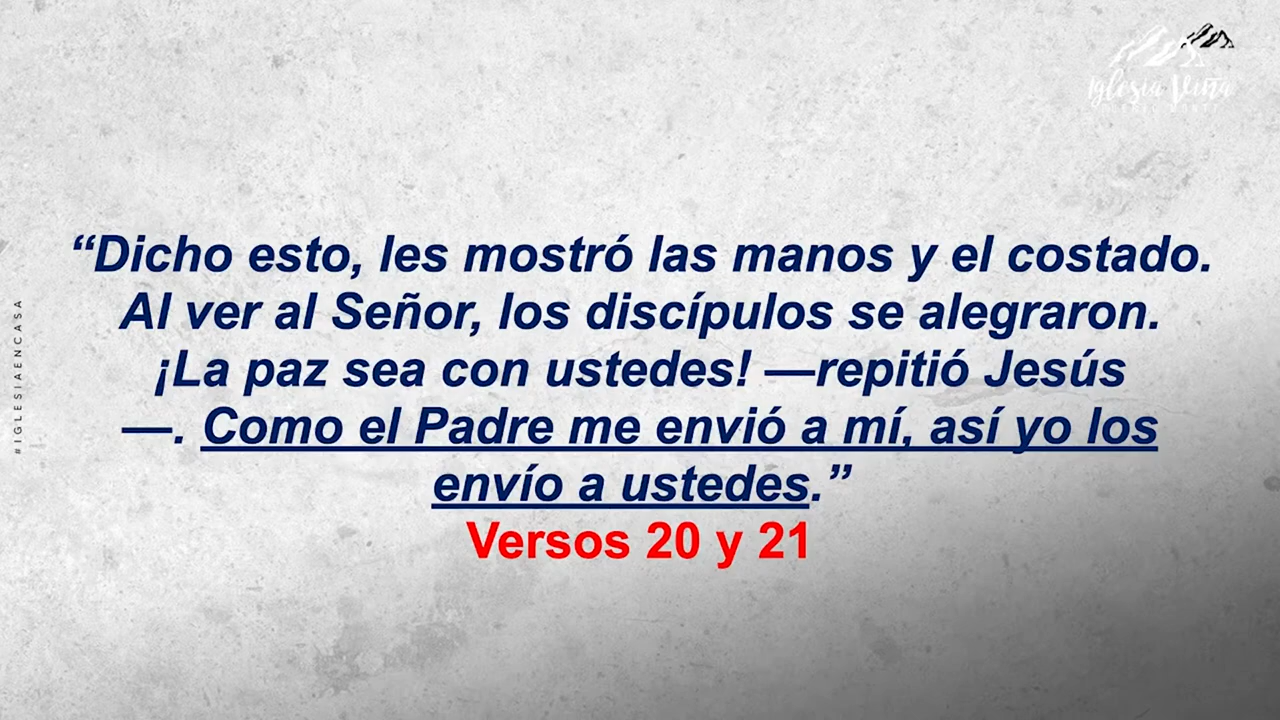 Iglesia Viña
#IGLESIAENCASA
“Dicho esto, les mostró las manos y el costado.
Al ver al Señor, los discípulos se alegraron.
¡La paz sea con ustedes! —repitió Jesús
—. Como el Padre me envió a mí, así yo los
envío a ustedes.”
Versos 20 y 21